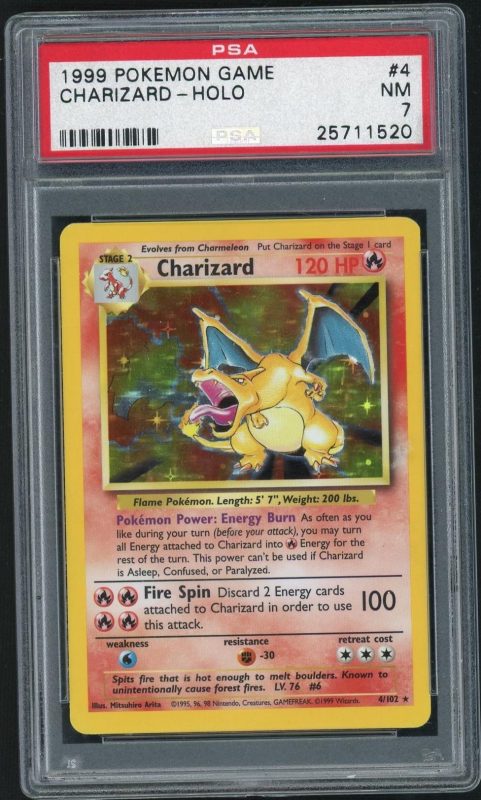 PSA
1999 POKEMON GAME #4
CHARIZARD – HOLO NM
7
PSA 25711520
Evolves from Charmeleon Put Charizard on the Stage 1 card
STAGE 2 Charizard 120 HP
Flame Pokémon. Length: 5' 7", Weight: 200 lbs.
Pokémon Power: Energy Burn As often as you
like during your turn (before your attack), you may turn
all Energy attached to Charizard into Energy for the
rest of the turn. This power can't be used if Charizard
is Asleep, Confused, or Paralyzed.
Fire Spin Discard 2 Energy cards
attached to Charizard in order to use 100
this attack.
weakness resistance retreat cost
-30
Spits fire that is hot enough to melt boulders. Known to
unintentionally cause forest fires. LV. 76 #6
Illus. Mitsuhiro Arita ©1995, 96, 98 Nintendo, Creatures, GAMEFREAK. ©1999 Wizards. 4/102 ★